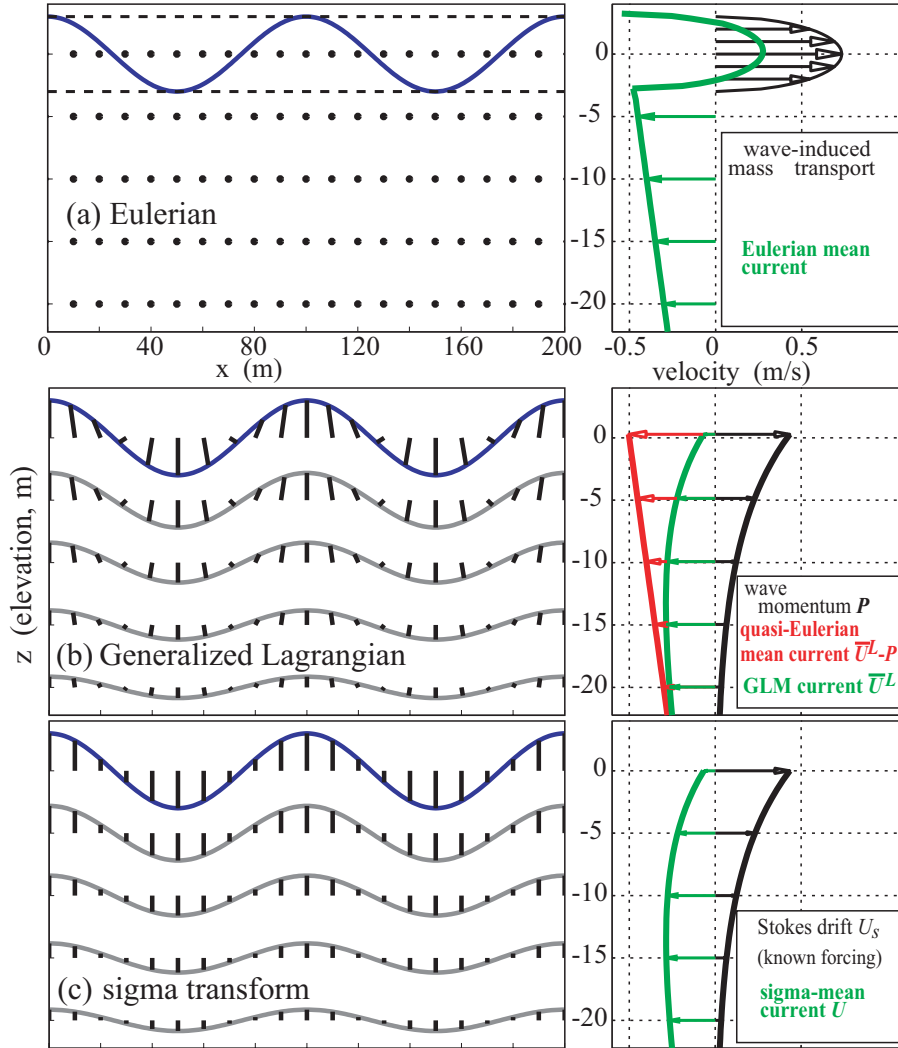 (a) Eulerian
0
-5
-10
-15
-20
wave-induced
mass transport
Eulerian mean
current
0
40
80
120
160
200
x (m)
-0.5
0
0.5
velocity (m/s)
z (elevation, m)
(b) Generalized Lagrangian
0
-5
-10
-15
-20
wave
momentum P
quasi-Eulerian
mean current U̅ᴸ-P
GLM current U̅ᴸ
(c) sigma transform
0
-5
-10
-15
-20
Stokes drift Uₛ
(known forcing)
sigma-mean
current U